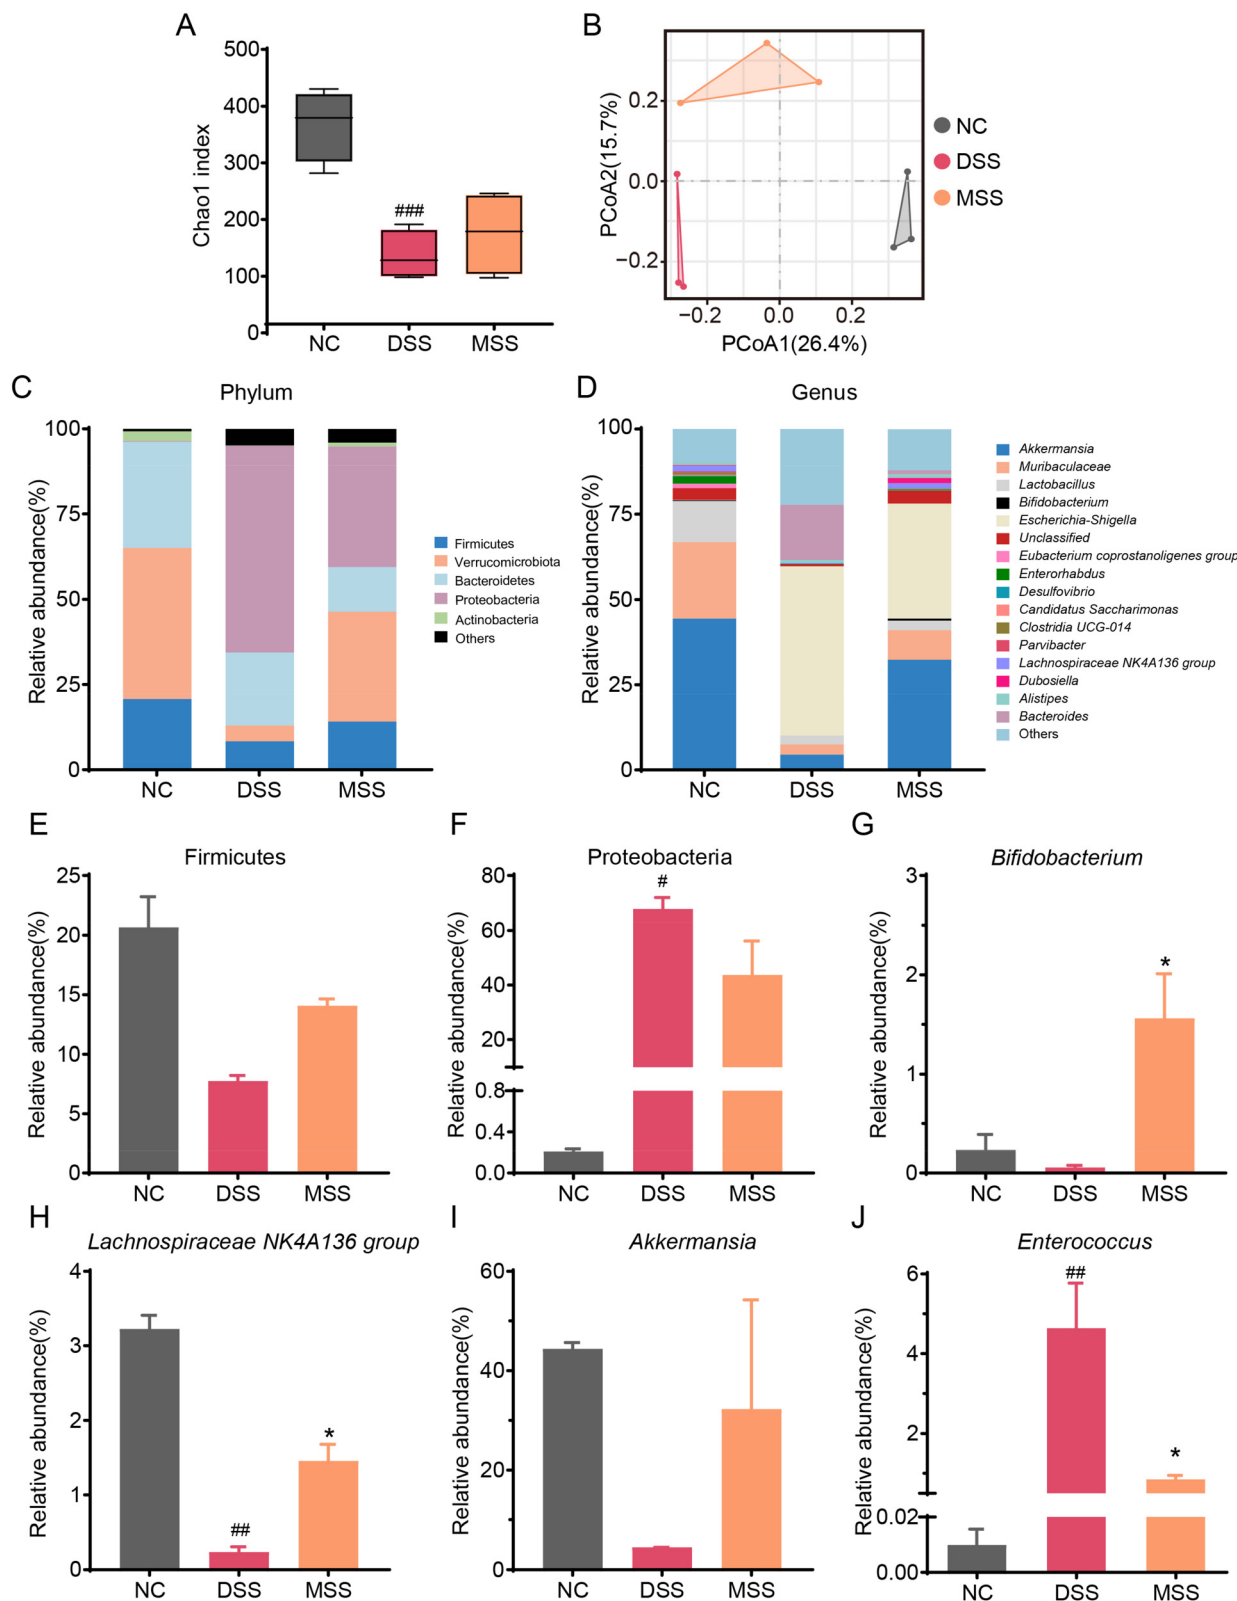 A
Chao1 index
500
400
300
200
100
0
###
NC
DSS
MSS
B
PCoA2(15.7%)
0.2
0.0
−0.2
−0.2
0.0
0.2
PCoA1(26.4%)
NC
DSS
MSS
C
Phylum
Relative abundance(%)
100
75
50
25
0
NC
DSS
MSS
Firmicutes
Verrucomicrobiota
Bacteroidetes
Proteobacteria
Actinobacteria
Others
D
Genus
Relative abundance(%)
100
75
50
25
0
NC
DSS
MSS
Akkermansia
Muribaculaceae
Lactobacillus
Bifidobacterium
Escherichia-Shigella
Unclassified
Eubacterium coprostanoligenes group
Enterorhabdus
Desulfovibrio
Candidatus Saccharimonas
Clostridia UCG-014
Parvibacter
Lachnospiraceae NK4A136 group
Dubosiella
Alistipes
Bacteroides
Others
E
Firmicutes
Relative abundance(%)
25
20
15
10
5
0
NC
DSS
MSS
F
Proteobacteria
Relative abundance(%)
80
60
40
20
0.8
0.4
0.0
#
NC
DSS
MSS
G
Bifidobacterium
Relative abundance(%)
3
2
1
0
*
NC
DSS
MSS
H
Lachnospiraceae NK4A136 group
Relative abundance(%)
4
3
2
1
0
##
*
NC
DSS
MSS
I
Akkermansia
Relative abundance(%)
60
40
20
0
NC
DSS
MSS
J
Enterococcus
Relative abundance(%)
6
4
2
0.02
0.00
##
*
NC
DSS
MSS